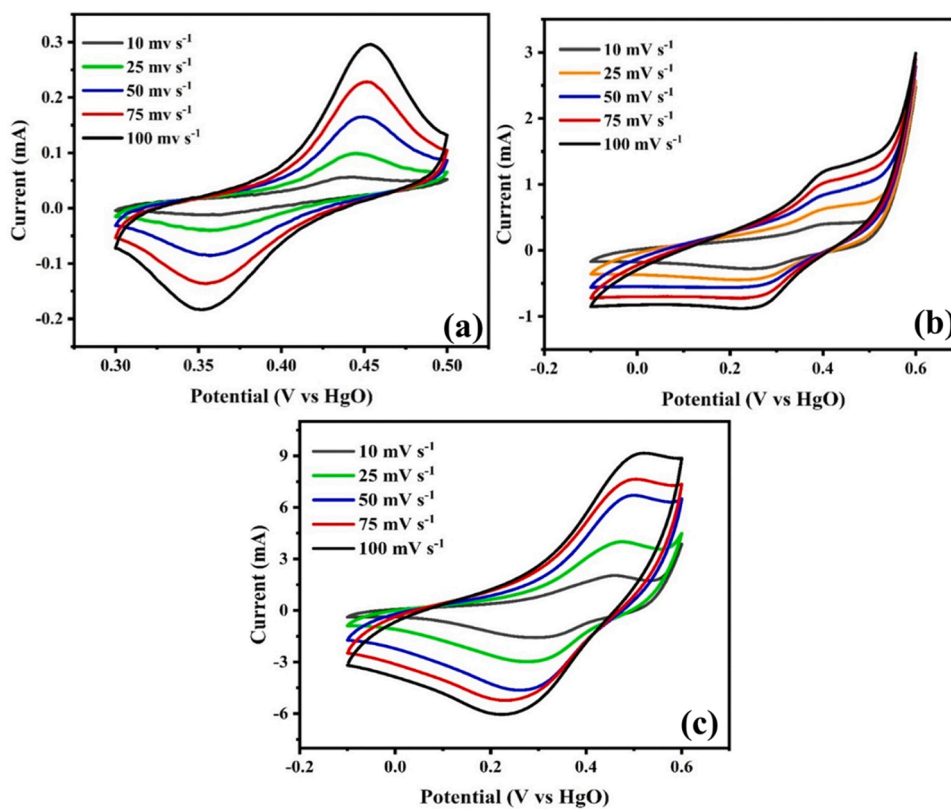 10 mv s⁻¹
25 mv s⁻¹
50 mv s⁻¹
75 mv s⁻¹
100 mv s⁻¹
Current (mA)
0.3
0.2
0.1
0.0
-0.1
-0.2
0.30
0.35
0.40
0.45
0.50
Potential (V vs HgO)
(a)
10 mV s⁻¹
25 mV s⁻¹
50 mV s⁻¹
75 mV s⁻¹
100 mV s⁻¹
Current (mA)
3
2
1
0
-1
-0.2
0.0
0.2
0.4
0.6
Potential (V vs HgO)
(b)
10 mV s⁻¹
25 mV s⁻¹
50 mV s⁻¹
75 mV s⁻¹
100 mV s⁻¹
Current (mA)
9
6
3
0
-3
-6
-0.2
0.0
0.2
0.4
0.6
Potential (V vs HgO)
(c)